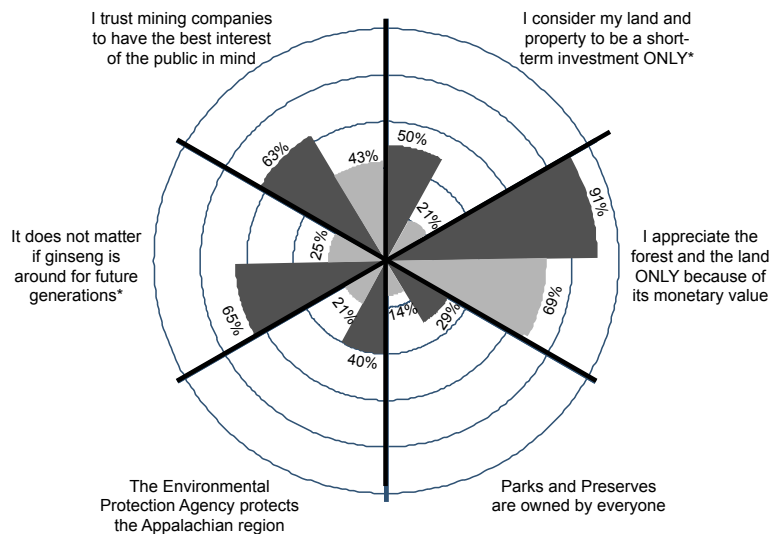 I trust mining companies
to have the best interest
of the public in mind
I consider my land and
property to be a short-
term investment ONLY*
63%
43%
50%
21%
91%
It does not matter
if ginseng is
around for future
generations*
25%
I appreciate the
forest and the land
ONLY because of
its monetary value
65%
21%
40%
14%
29%
69%
The Environmental
Protection Agency protects
the Appalachian region
Parks and Preserves
are owned by everyone